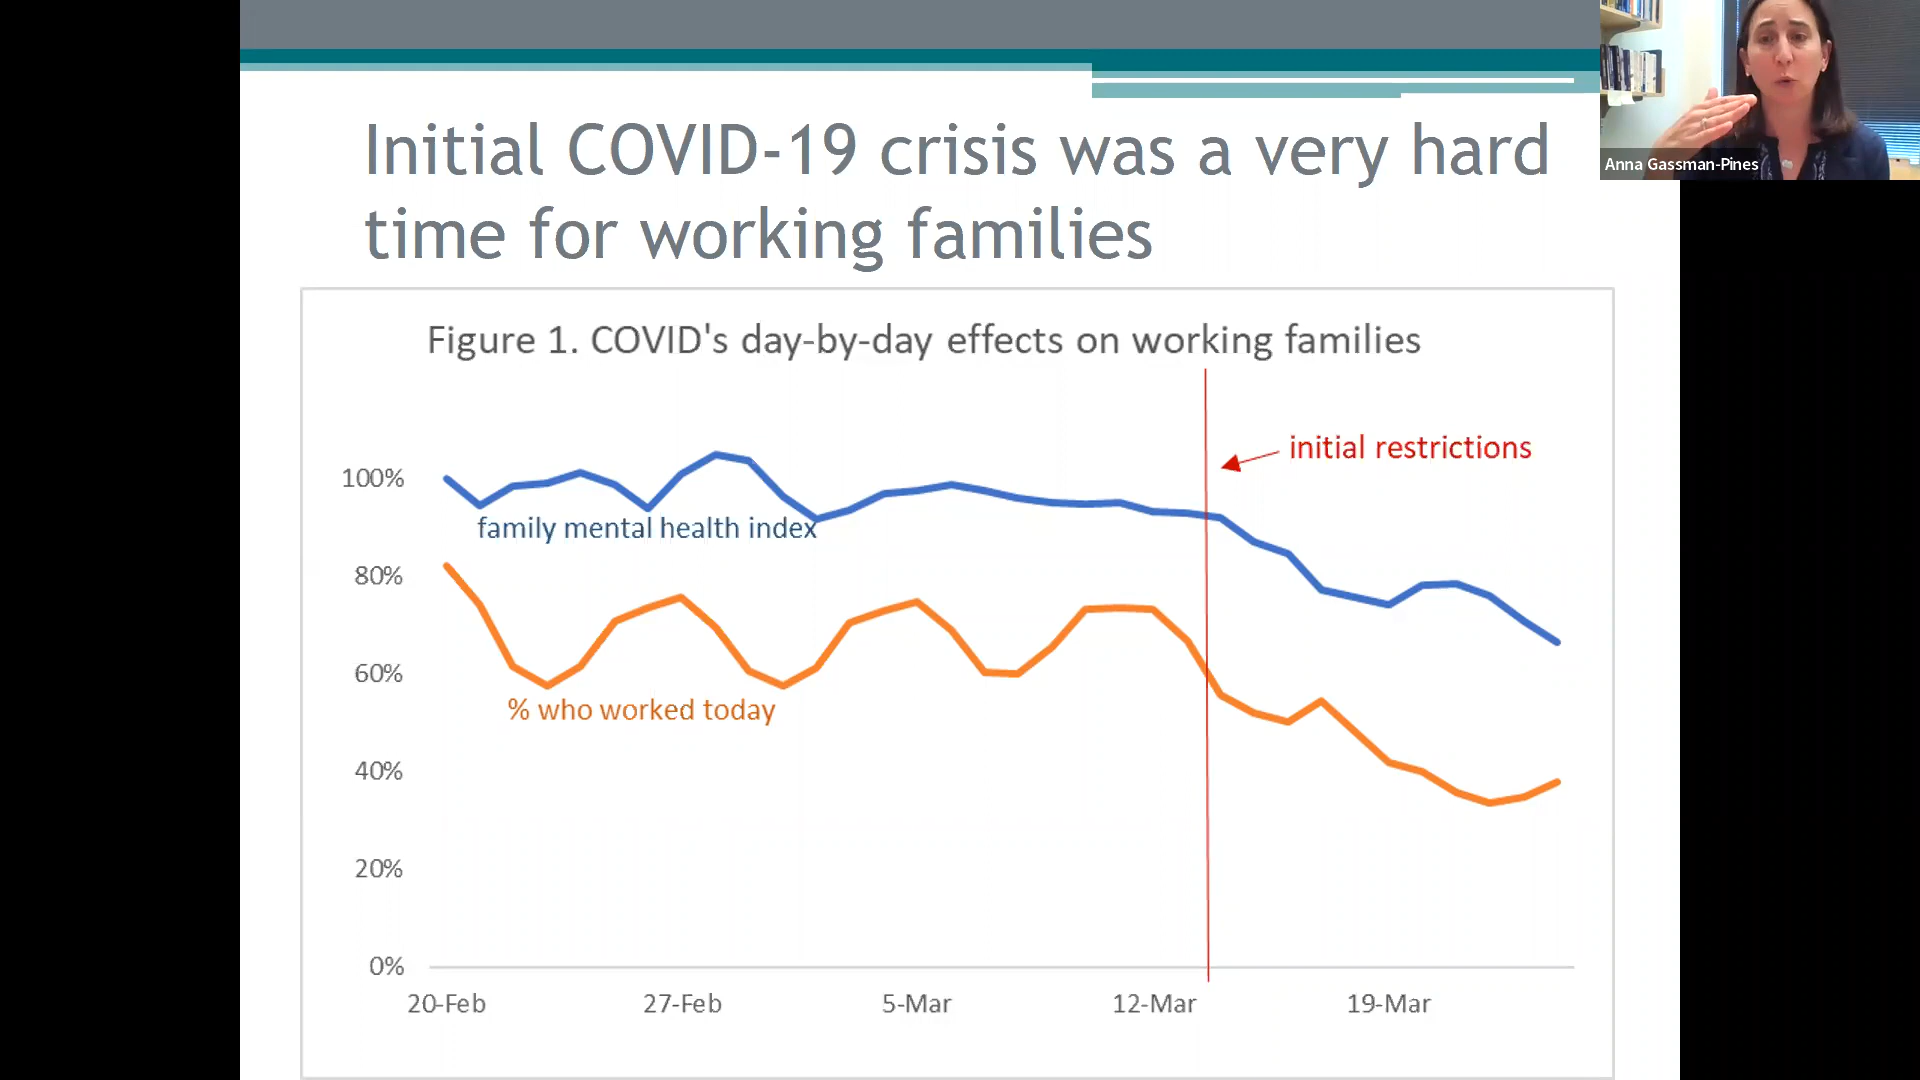 Initial COVID-19 crisis was a very hard
time for working families
Anna Gassman-Pines
Figure 1. COVID's day-by-day effects on working families
initial restrictions
100%
family mental health index
80%
60%
% who worked today
40%
20%
0%
20-Feb 27-Feb 5-Mar 12-Mar 19-Mar